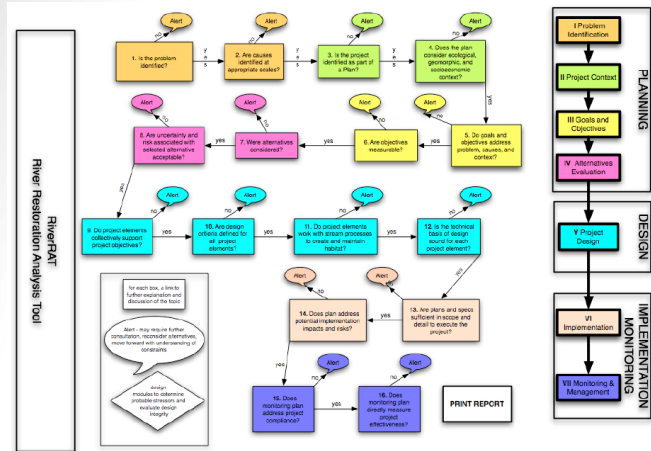 RiverRAT
River Restoration Analysis Tool
Alert
Alert
Alert
Alert
no
no
no
no
1. Is the problem
identified?
yes
2. Are causes
identified at
appropriate scales?
yes
3. Is the project
identified as part of
a Plan?
yes
4. Does the plan
consider ecological,
geomorphic, and
socioeconomic
context?
yes
Alert
Alert
Alert
Alert
no
no
no
no
8. Are uncertainty and
risk associated with
selected alternative
acceptable?
yes
7. Were alternatives
considered?
yes
6. Are objectives
measurable?
yes
5. Do goals and
objectives address
problem, causes, and
context?
yes
Alert
Alert
Alert
Alert
no
no
no
no
9. Do project elements
collectively support
project objectives?
yes
10. Are design
criteria defined for
all project
elements?
yes
11. Do project elements
work with stream processes
to create and maintain
habitat?
yes
12. Is the technical
basis of design
sound for each
project element?
yes
for each box, a link to
further explanation and
discussion of the topic
Alert - may require further
consultation, reconsider alternatives,
move forward with understanding of
constraints
design
modules to determine
probable stressors and
evaluate design
integrity
Alert
Alert
no
no
14. Does plan address
potential implementation
impacts and risks?
yes
13. Are plans and specs
sufficient in scope and
detail to execute the
project?
yes
Alert
Alert
no
no
15. Does
monitoring plan
address project
compliance?
yes
16. Does
monitoring plan
directly measure
project
effectiveness?
PRINT REPORT
I Problem
Identification
II Project Context
III Goals and
Objectives
IV Alternatives
Evaluation
PLANNING
V Project
Design
DESIGN
VI
Implementation
VII Monitoring &
Management
IMPLEMENTATION
MONITORING